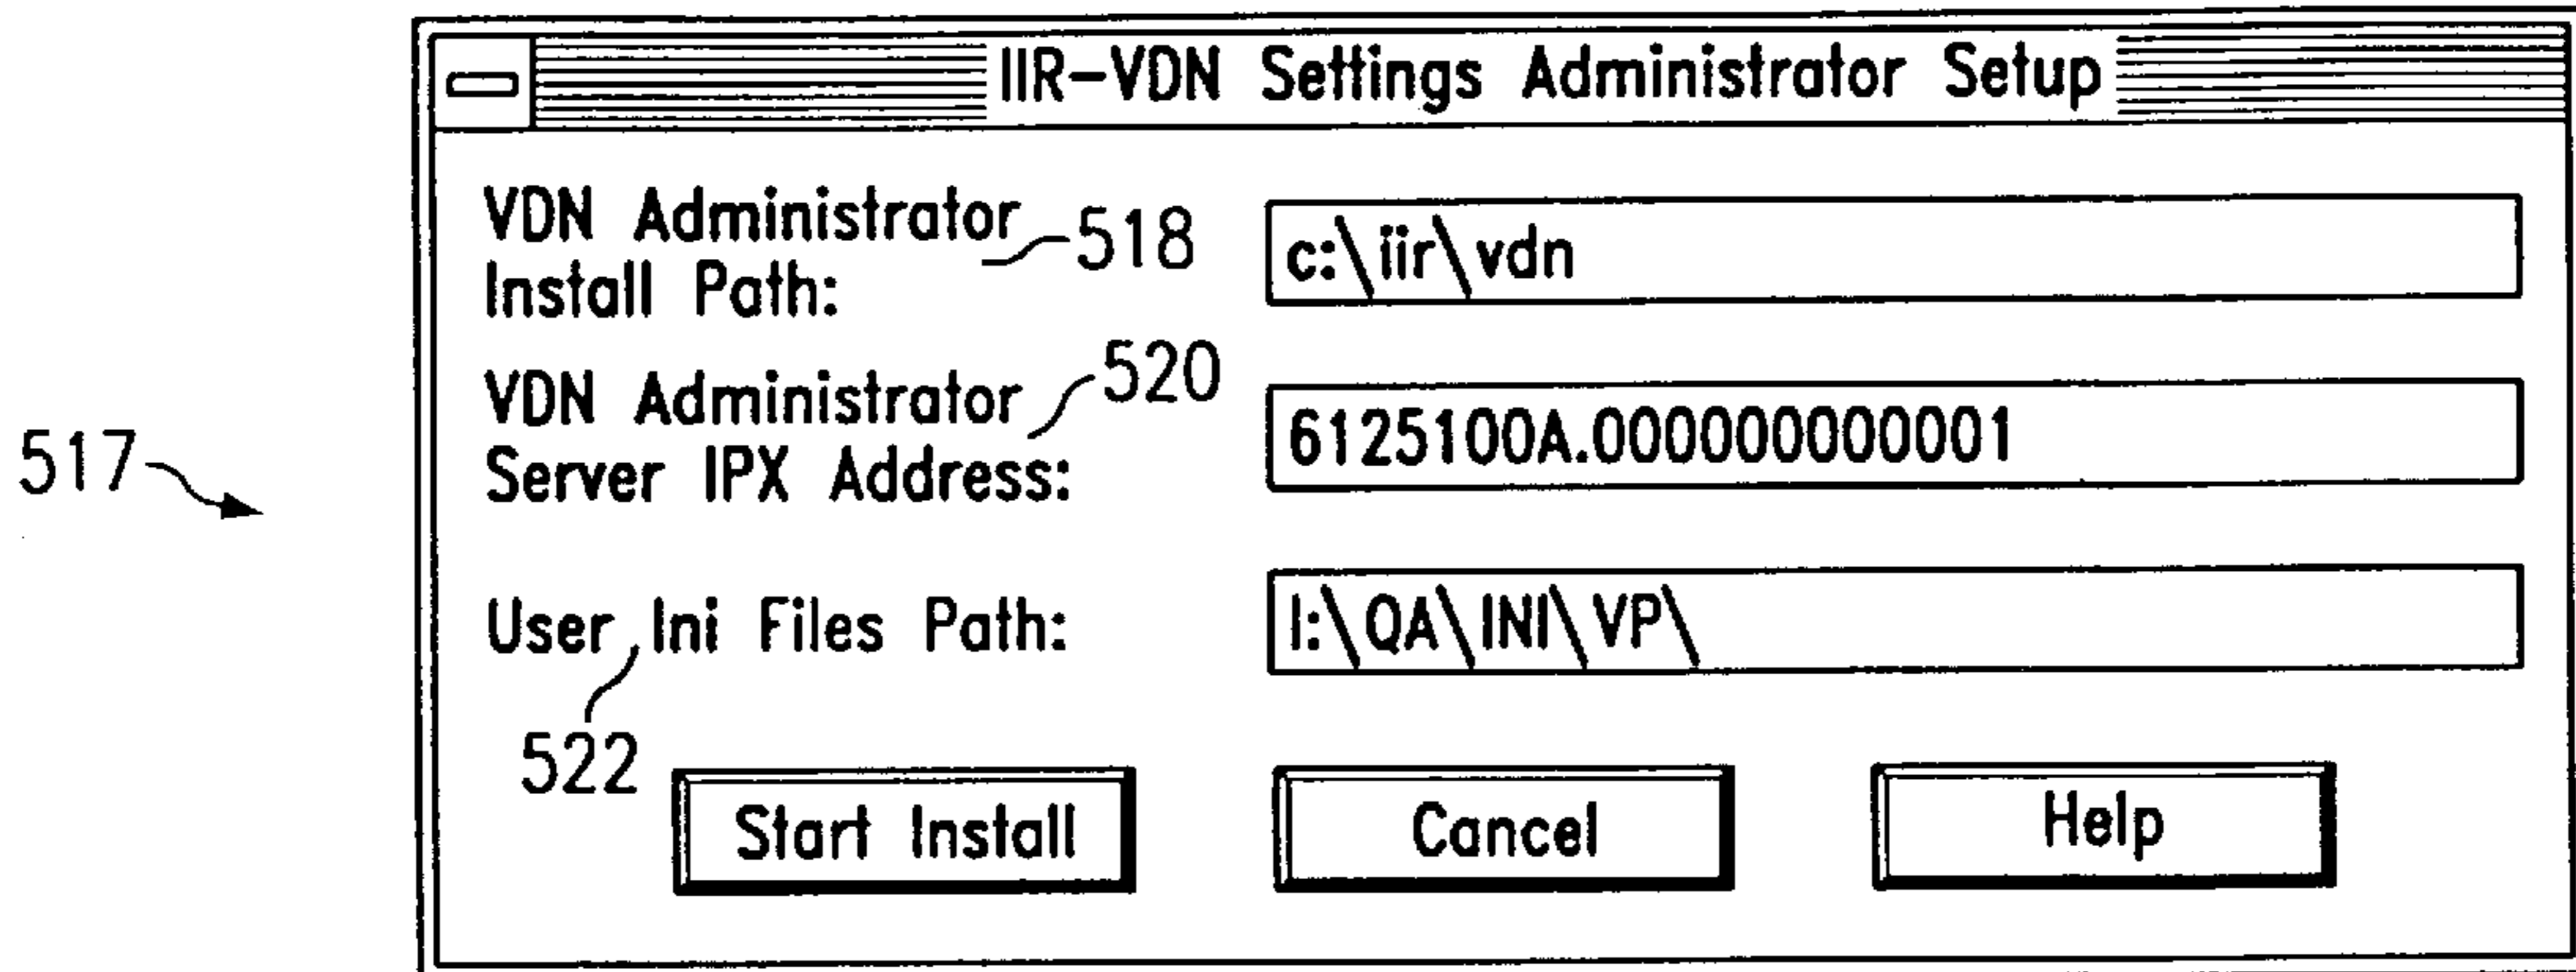 IIR-VDN Settings Administrator Setup
VDN Administrator
Install Path:
518
c:\iir\vdn
VDN Administrator
Server IPX Address:
520
6125100A.000000000001
517
User Ini Files Path:
522
I:\QA\INI\VP\
Start Install
Cancel
Help